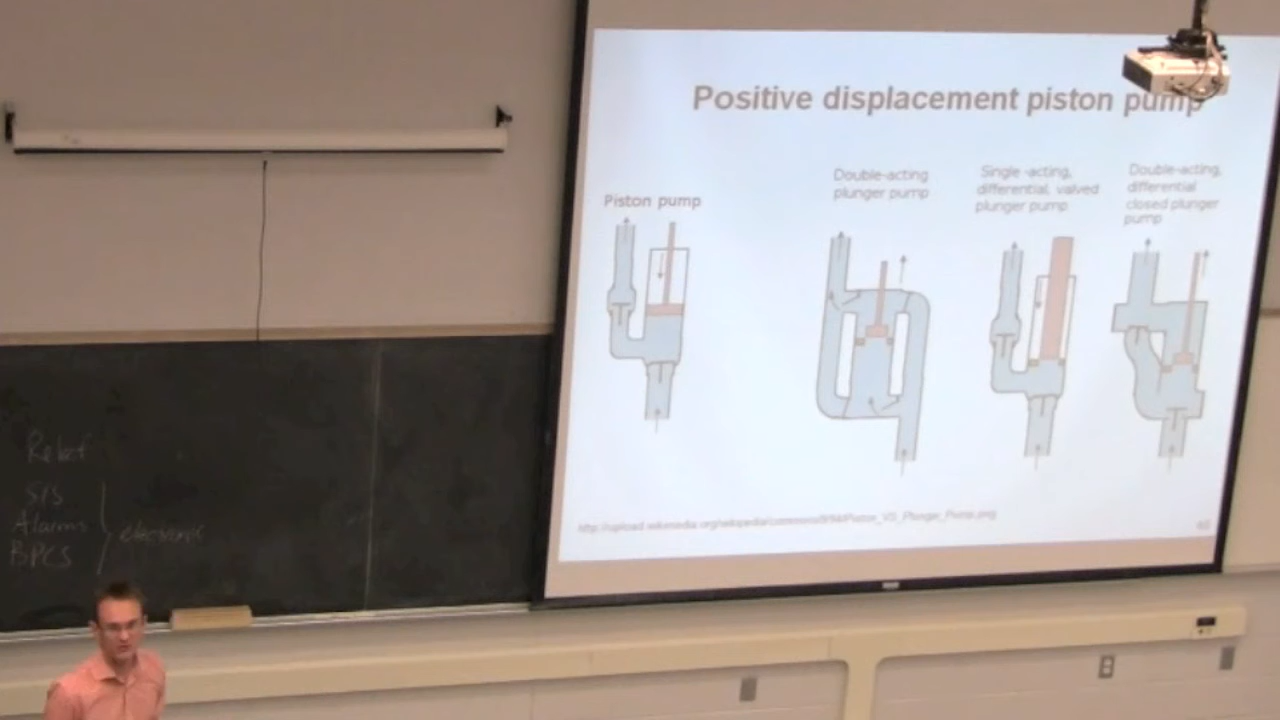 Positive displacement piston pump
Piston pump
Double-acting
plunger pump
Single -acting,
differential, valved
plunger pump
Double-acting,
differential
closed plunger
pump
Relief
SIS
Alarms
BPCS
electronic